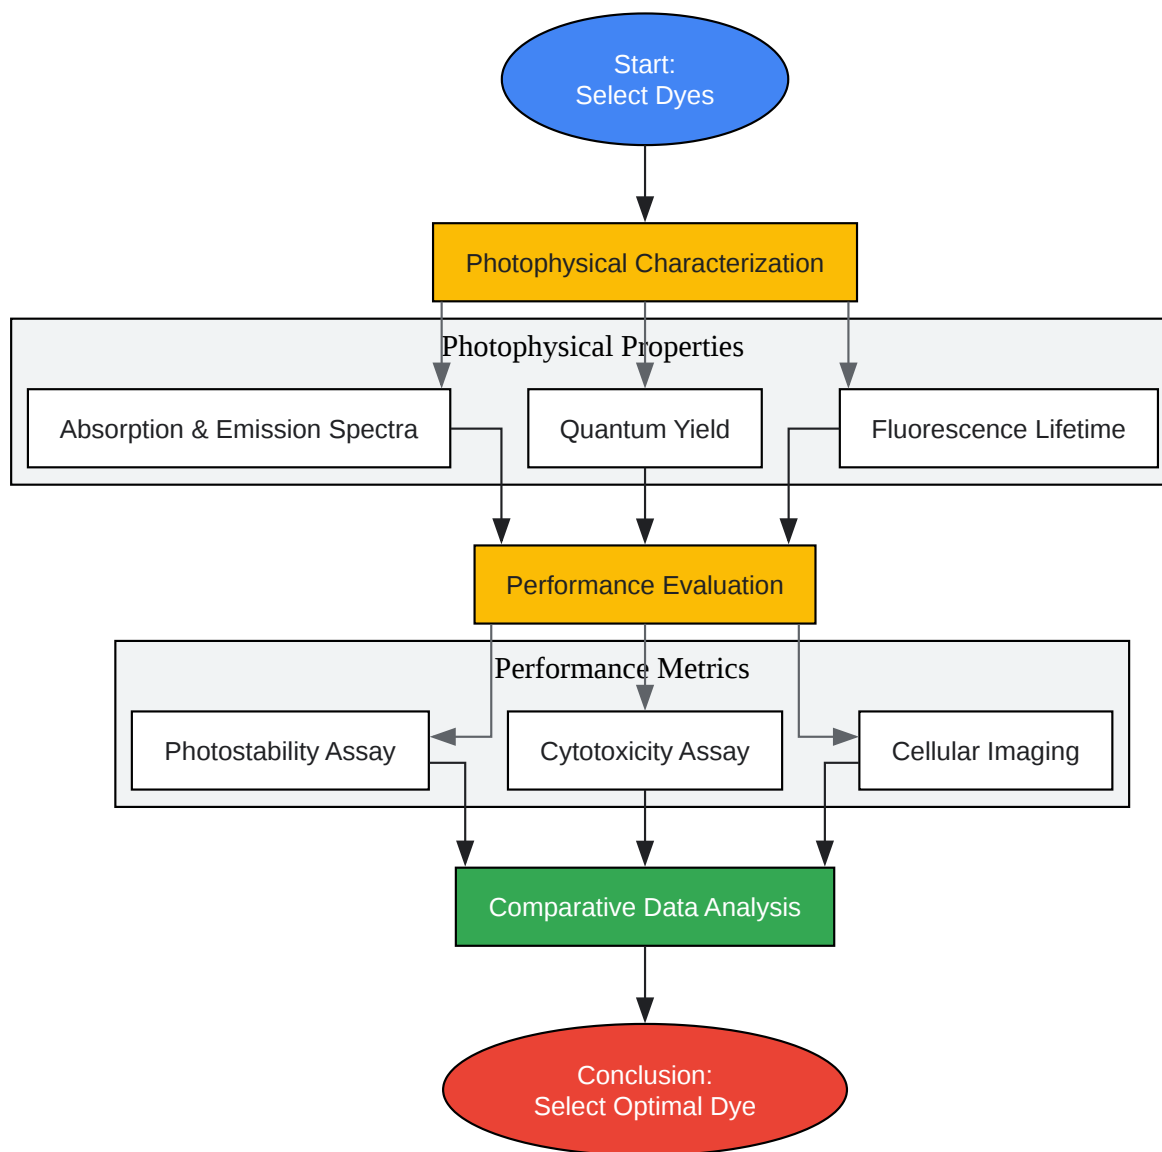 Start:
Select Dyes
Photophysical Characterization
Photophysical Properties
Absorption & Emission Spectra
Quantum Yield
Fluorescence Lifetime
Performance Evaluation
Performance Metrics
Photostability Assay
Cytotoxicity Assay
Cellular Imaging
Comparative Data Analysis
Conclusion:
Select Optimal Dye